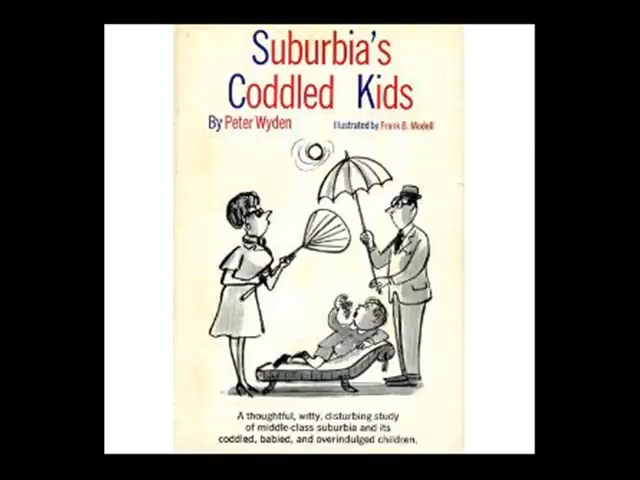 Suburbia's
Coddled Kids
By Peter Wyden
Illustrated by Frank B. Modell
A thoughtful, witty, disturbing study
of middle-class suburbia and its
coddled, babied, and overindulged children.